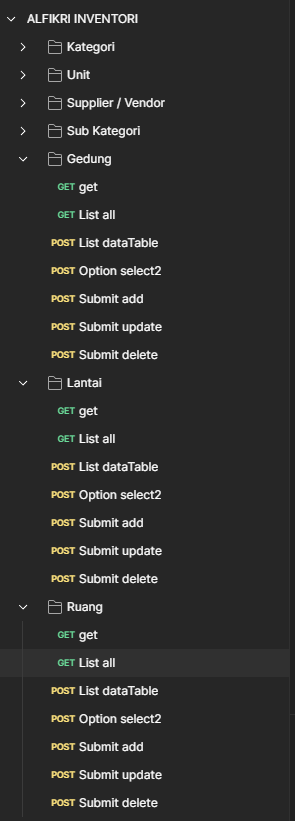 ALFIKRI INVENTORI
Kategori
Unit
Supplier / Vendor
Sub Kategori
Gedung
GET get
GET List all
POST List dataTable
POST Option select2
POST Submit add
POST Submit update
POST Submit delete
Lantai
GET get
GET List all
POST List dataTable
POST Option select2
POST Submit add
POST Submit update
POST Submit delete
Ruang
GET get
GET List all
POST List dataTable
POST Option select2
POST Submit add
POST Submit update
POST Submit delete